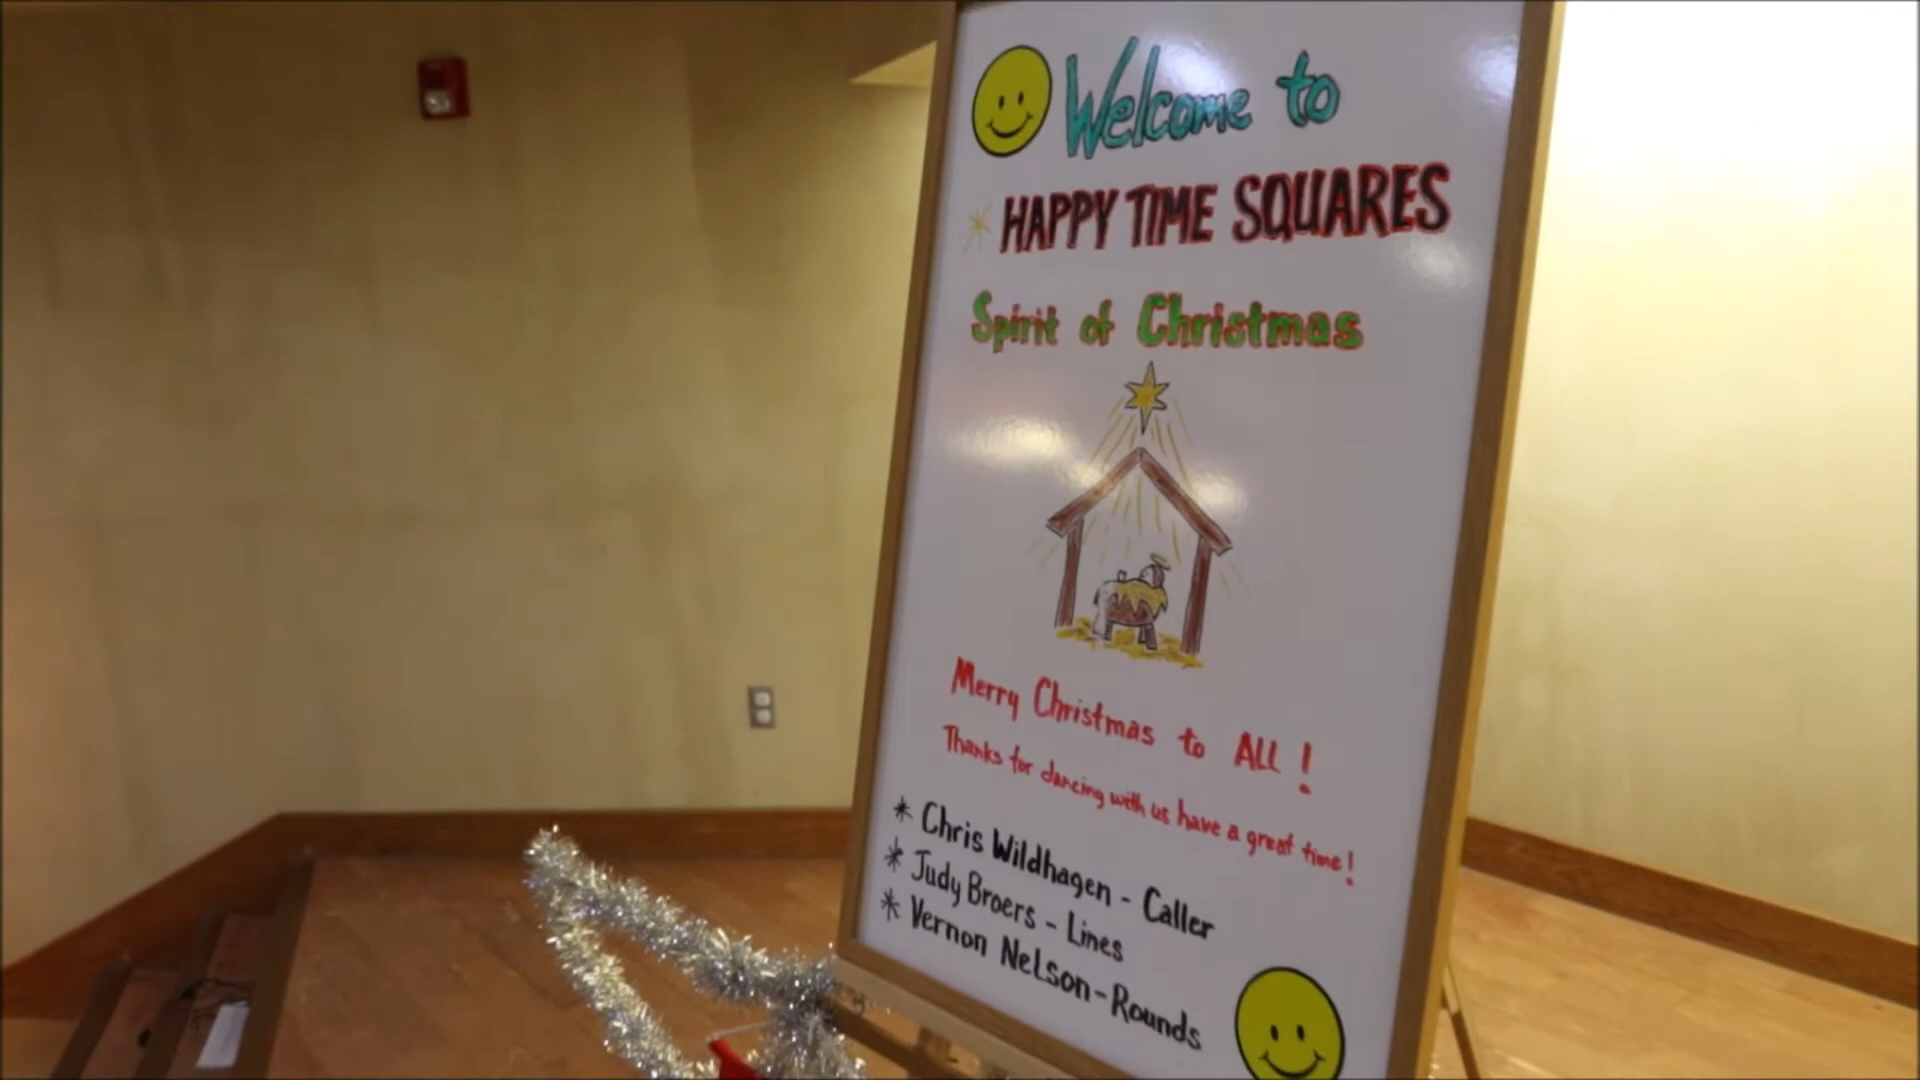 Welcome to
HAPPY TIME SQUARES
Spirit of Christmas
Merry Christmas to ALL!
Thanks for dancing with us have a great time!
* Chris Wildhagen - Caller
* Judy Broers - Lines
* Vernon Nelson - Rounds